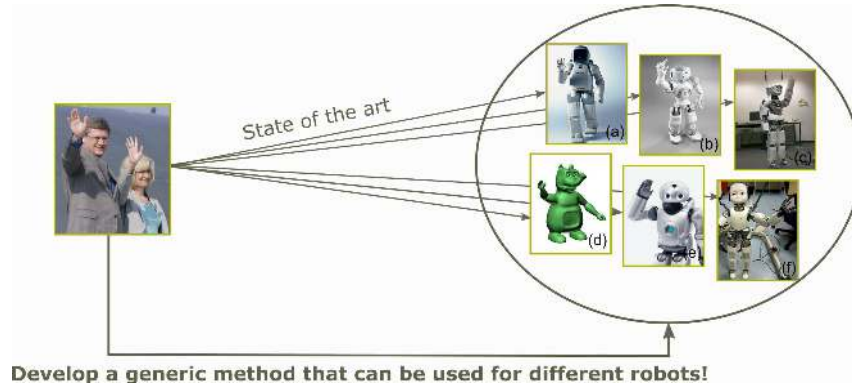 State of the art
(a)
(b)
(c)
(d)
(e)
(f)
Develop a generic method that can be used for different robots!